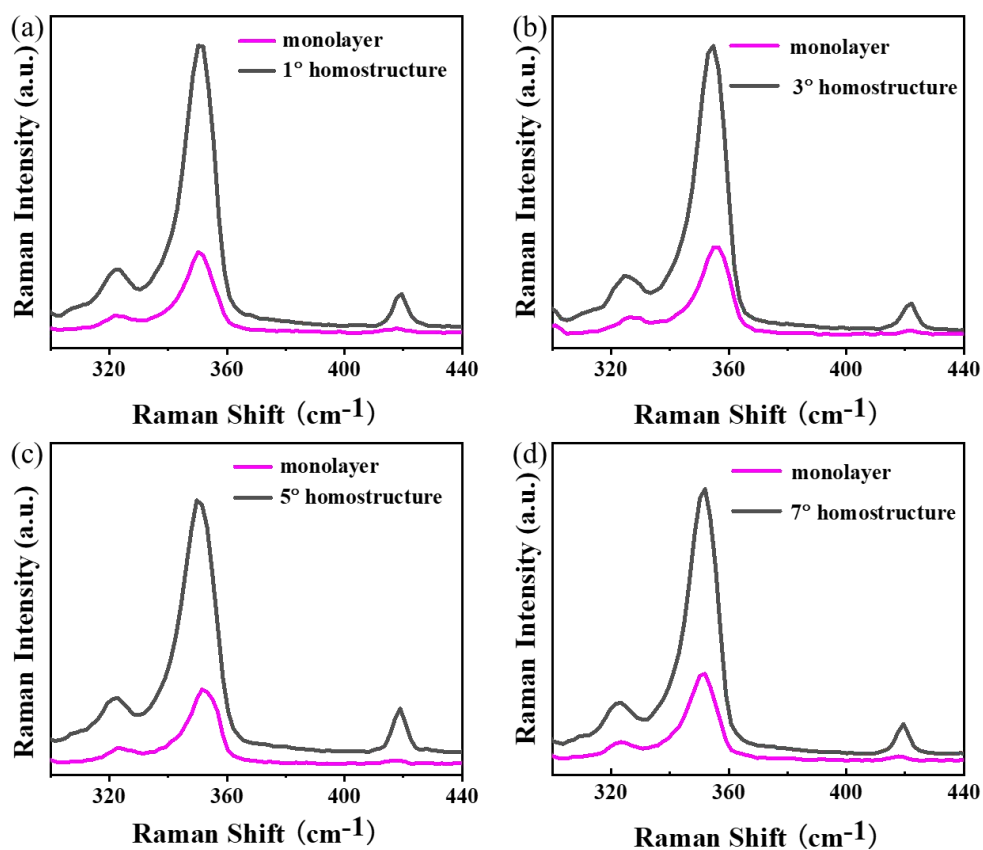 (a)
monolayer
1° homostructure
Raman Intensity (a.u.)
320 360 400 440
Raman Shift (cm-1)
(b)
monolayer
3° homostructure
Raman Intensity (a.u.)
320 360 400 440
Raman Shift (cm-1)
(c)
monolayer
5° homostructure
Raman Intensity (a.u.)
320 360 400 440
Raman Shift (cm-1)
(d)
monolayer
7° homostructure
Raman Intensity (a.u.)
320 360 400 440
Raman Shift (cm-1)